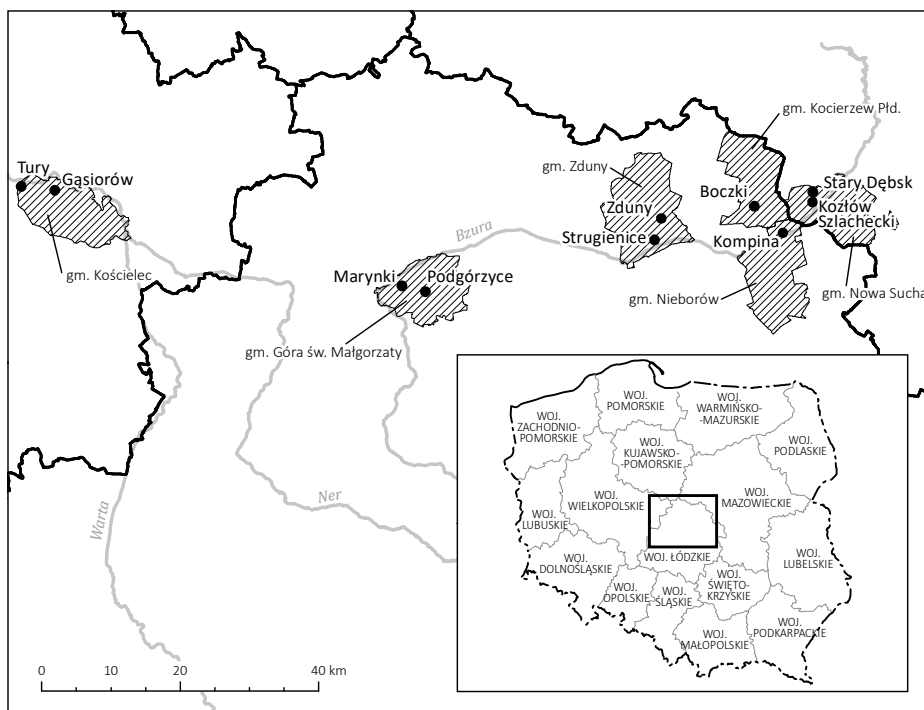 gm. Kocierzew Płd.
gm. Zduny
Tury
Gąsiorów
Stary Dębsk
Boczki
Kozłów
Szlachecki
Zduny
Bzura
Strugienice
Kompina
gm. Kościelec
Marynki
Podgórzyce
gm. Nieborów
gm. Nowa Sucha
gm. Góra św. Małgorzaty
Ner
Warta
0 10 20 40 km
WOJ.
ZACHODNIO-
POMORSKIE
WOJ.
POMORSKIE
WOJ.
WARMIŃSKO-
MAZURSKIE
WOJ.
PODLASKIE
WOJ.
KUJAWSKO-
POMORSKIE
WOJ.
LUBUSKIE
WOJ.
WIELKOPOLSKIE
WOJ.
MAZOWIECKIE
WOJ. ŁÓDZKIE
WOJ.
DOLNOŚLĄSKIE
WOJ.
LUBELSKIE
WOJ.
OPOLSKIE
WOJ.
ŚLĄSKIE
WOJ.
ŚWIĘTO-
KRZYSKIE
WOJ.
MAŁOPOLSKIE
WOJ.
PODKARPACKIE